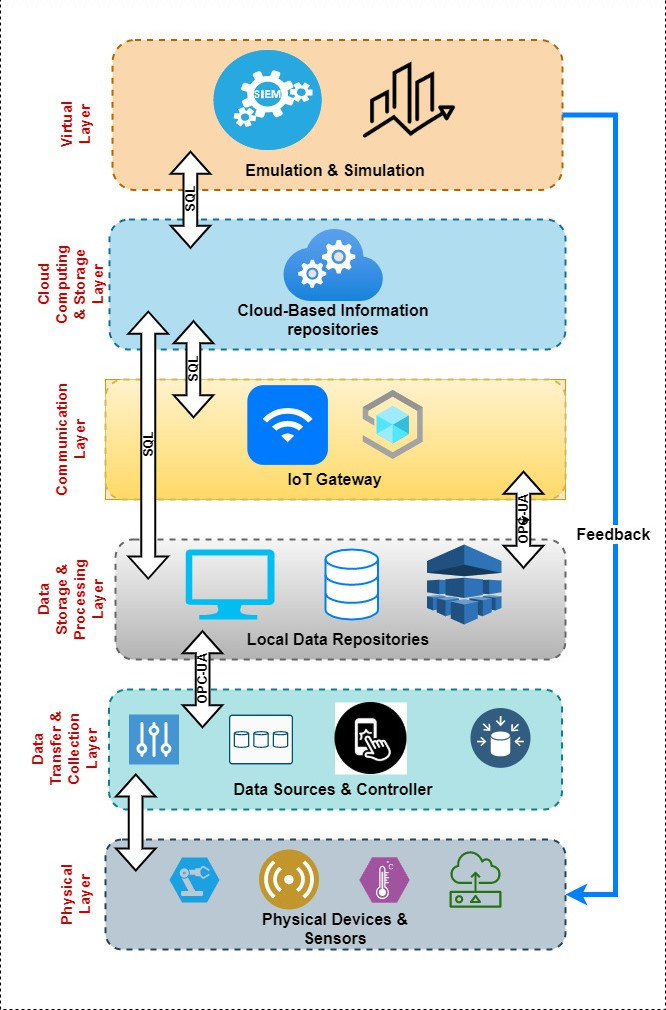 Virtual
Layer
SIEM
Emulation & Simulation
SQL
Cloud
Computing
& Storage
Layer
Cloud-Based Information
repositories
SQL
SQL
Communication
Layer
IoT Gateway
OPC-UA
Feedback
Data
Storage &
Processing
Layer
Local Data Repositories
OPC-UA
Data
Transfer &
Collection
Layer
Data Sources & Controller
Physical
Layer
°C
Physical Devices &
Sensors